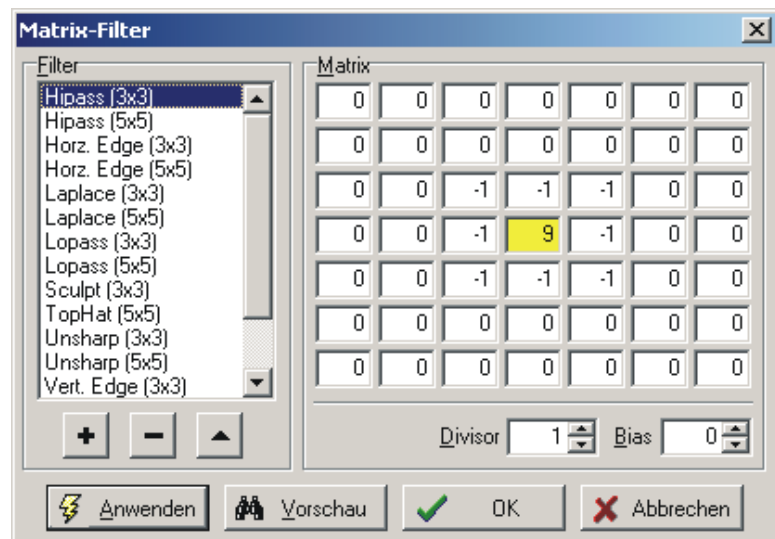 Matrix-Filter
Filter
Hipass (3x3)
Hipass (5x5)
Horz. Edge (3x3)
Horz. Edge (5x5)
Laplace (3x3)
Laplace (5x5)
Lopass (3x3)
Lopass (5x5)
Sculpt (3x3)
TopHat (5x5)
Unsharp (3x3)
Unsharp (5x5)
Vert. Edge (3x3)
Matrix
0 0 0 0 0 0 0
0 0 0 0 0 0 0
0 0 -1 -1 -1 0 0
0 0 -1 9 -1 0 0
0 0 -1 -1 -1 0 0
0 0 0 0 0 0 0
0 0 0 0 0 0 0
Divisor 1 Bias 0
Anwenden Vorschau OK Abbrechen